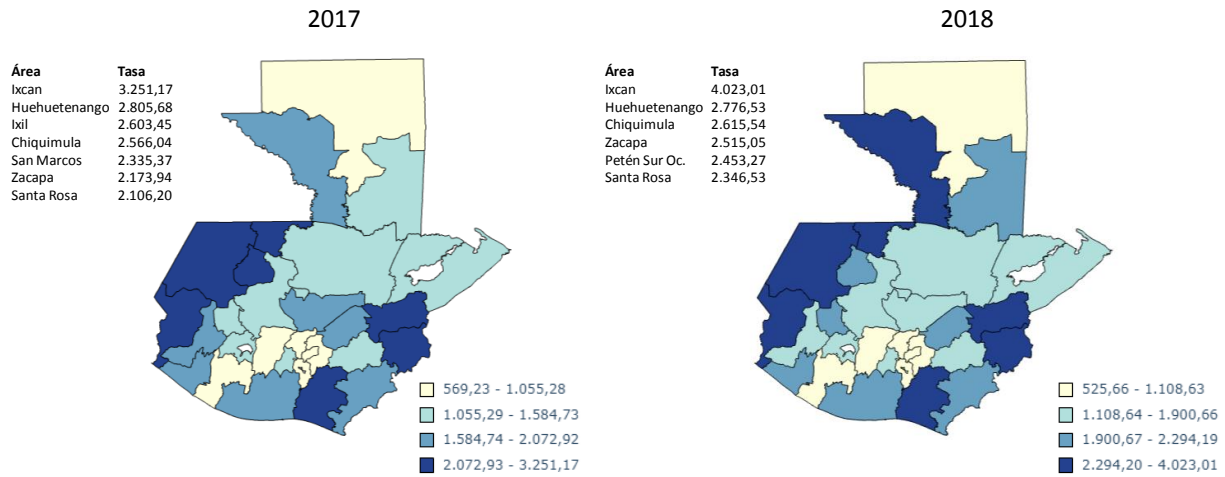 2017
Área Tasa
Ixcan 3.251,17
Huehuetenango 2.805,68
Ixil 2.603,45
Chiquimula 2.566,04
San Marcos 2.335,37
Zacapa 2.173,94
Santa Rosa 2.106,20
569,23 - 1.055,28
1.055,29 - 1.584,73
1.584,74 - 2.072,92
2.072,93 - 3.251,17
2018
Área Tasa
Ixcan 4.023,01
Huehuetenango 2.776,53
Chiquimula 2.615,54
Zacapa 2.515,05
Petén Sur Oc. 2.453,27
Santa Rosa 2.346,53
525,66 - 1.108,63
1.108,64 - 1.900,66
1.900,67 - 2.294,19
2.294,20 - 4.023,01